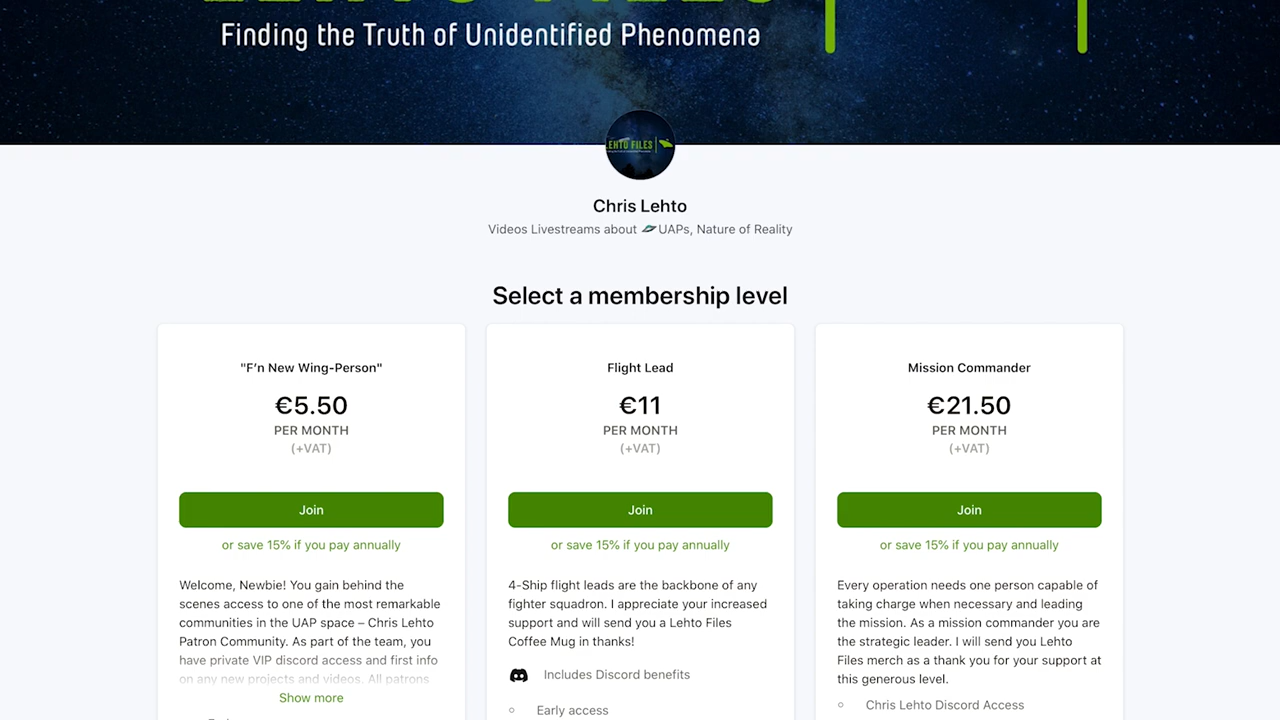 Finding the Truth of Unidentified Phenomena
LEHTO FILES
Chris Lehto
Videos Livestreams about UAPs, Nature of Reality
Select a membership level
"F'n New Wing-Person"
€5.50
PER MONTH
(+VAT)
Join
or save 15% if you pay annually
Welcome, Newbie! You gain behind the
scenes access to one of the most remarkable
communities in the UAP space – Chris Lehto
Patron Community. As part of the team, you
have private VIP discord access and first info
on any new projects and videos. All patrons
Show more
Flight Lead
€11
PER MONTH
(+VAT)
Join
or save 15% if you pay annually
4-Ship flight leads are the backbone of any
fighter squadron. I appreciate your increased
support and will send you a Lehto Files
Coffee Mug in thanks!
Includes Discord benefits
Early access
Mission Commander
€21.50
PER MONTH
(+VAT)
Join
or save 15% if you pay annually
Every operation needs one person capable of
taking charge when necessary and leading
the mission. As a mission commander you are
the strategic leader. I will send you Lehto
Files merch as a thank you for your support at
this generous level.
Chris Lehto Discord Access